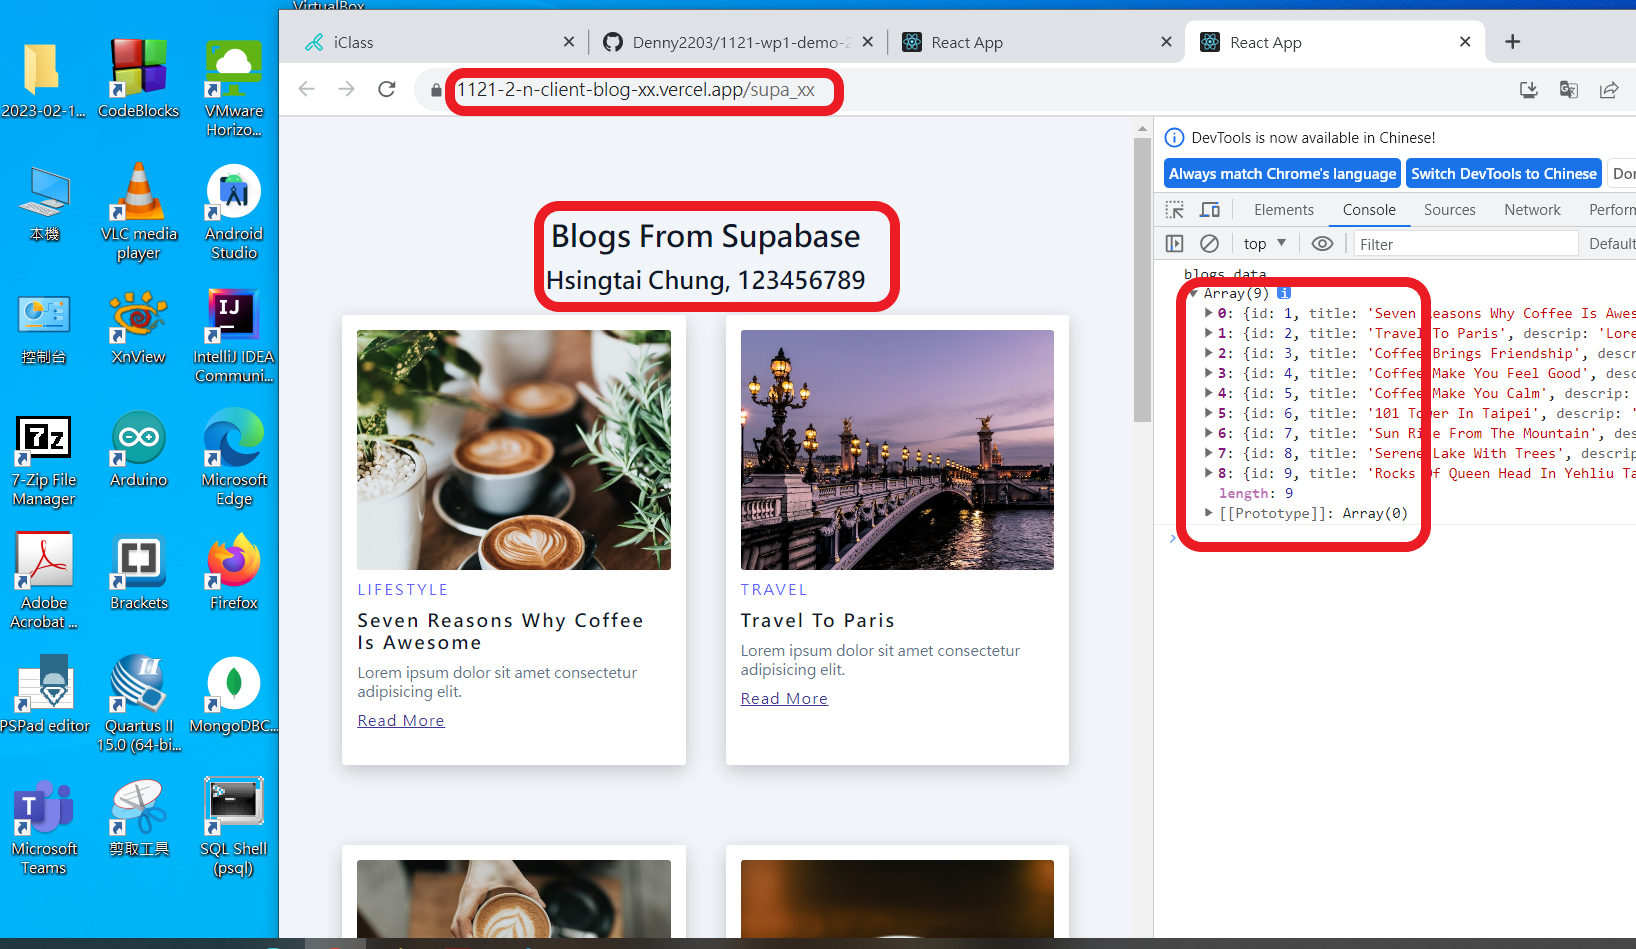 VirtualBox
2023-02-1...
CodeBlocks
VMware
Horizo...
本機
VLC media
player
Android
Studio
控制台
XnView
IntelliJ IDEA
Communi...
7-Zip File
Manager
Arduino
Microsoft
Edge
Adobe
Acrobat ...
Brackets
Firefox
PSPad editor
Quartus II
15.0 (64-bi...
MongoDBC...
Microsoft
Teams
剪取工具
SQL Shell
(psql)
iClass
Denny2203/1121-wp1-demo-2
React App
React App
1121-2-n-client-blog-xx.vercel.app/supa_xx
Blogs From Supabase
Hsingtai Chung, 123456789
LIFESTYLE
Seven Reasons Why Coffee
Is Awesome
Lorem ipsum dolor sit amet consectetur
adipisicing elit.
Read More
TRAVEL
Travel To Paris
Lorem ipsum dolor sit amet consectetur
adipisicing elit.
Read More
DevTools is now available in Chinese!
Always match Chrome's language
Switch DevTools to Chinese
Don
Elements Console Sources Network Perform
top Filter Default
blogs data
Array(9)
0: {id: 1, title: 'Seven Reasons Why Coffee Is Awes
1: {id: 2, title: 'Travel To Paris', descrip: 'Lore
2: {id: 3, title: 'Coffee Brings Friendship', descr
3: {id: 4, title: 'Coffee Make You Feel Good', desc
4: {id: 5, title: 'Coffee Make You Calm', descrip:
5: {id: 6, title: '101 Tower In Taipei', descrip: '
6: {id: 7, title: 'Sun Rise From The Mountain', des
7: {id: 8, title: 'Serene Lake With Trees', descrip
8: {id: 9, title: 'Rocks Of Queen Head In Yehliu Ta
length: 9
[[Prototype]]: Array(0)